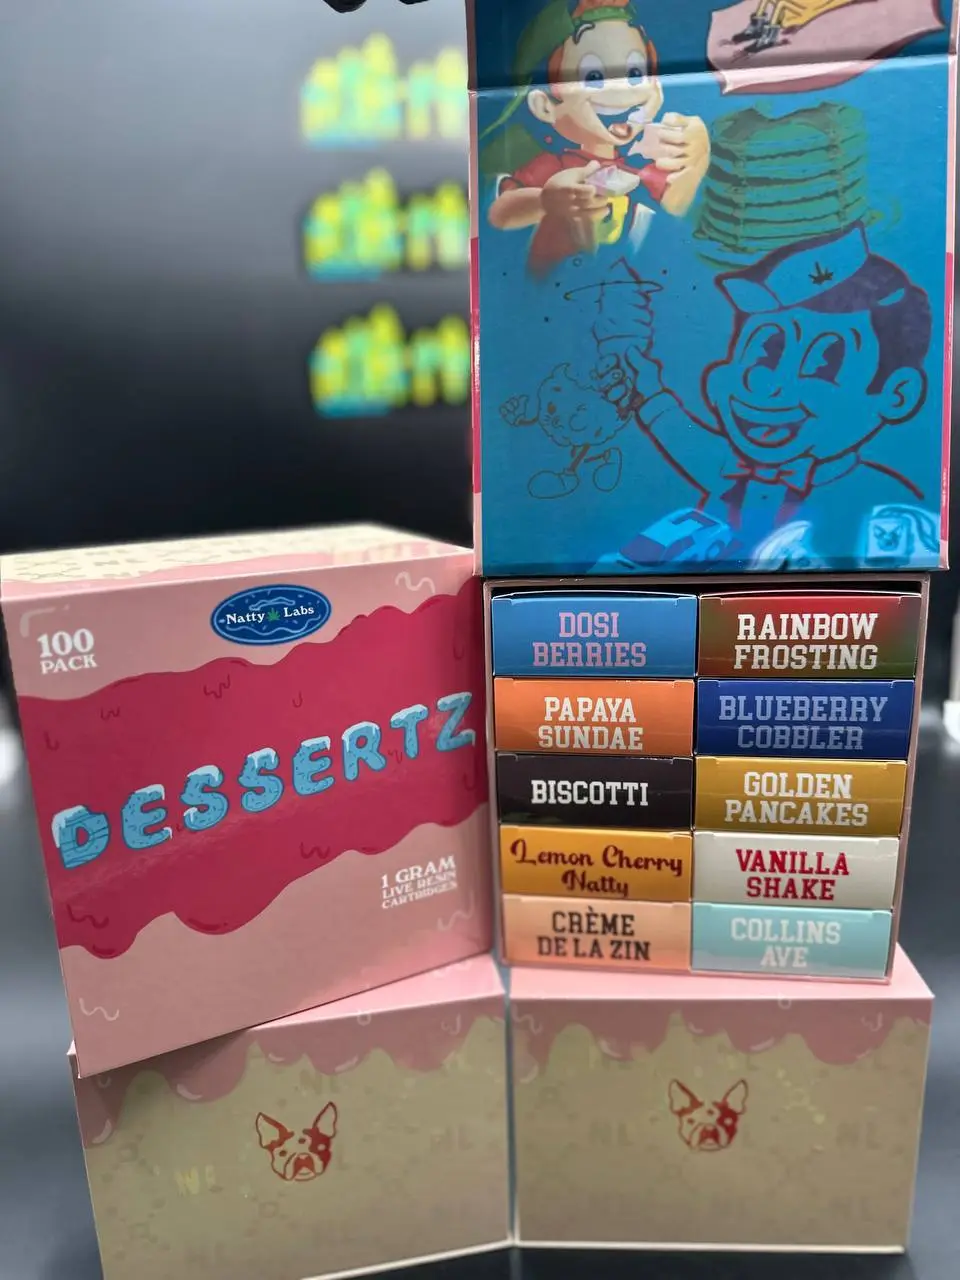 Natty Labs
100
PACK
DESSERTZ
1 GRAM
LIVE RESIN
CARTRIDGES
DOSI
BERRIES
RAINBOW
FROSTING
PAPAYA
SUNDAE
BLUEBERRY
COBBLER
BISCOTTI
GOLDEN
PANCAKES
Lemon Cherry
Natty
VANILLA
SHAKE
CRÈME
DE LA ZIN
COLLINS
AVE